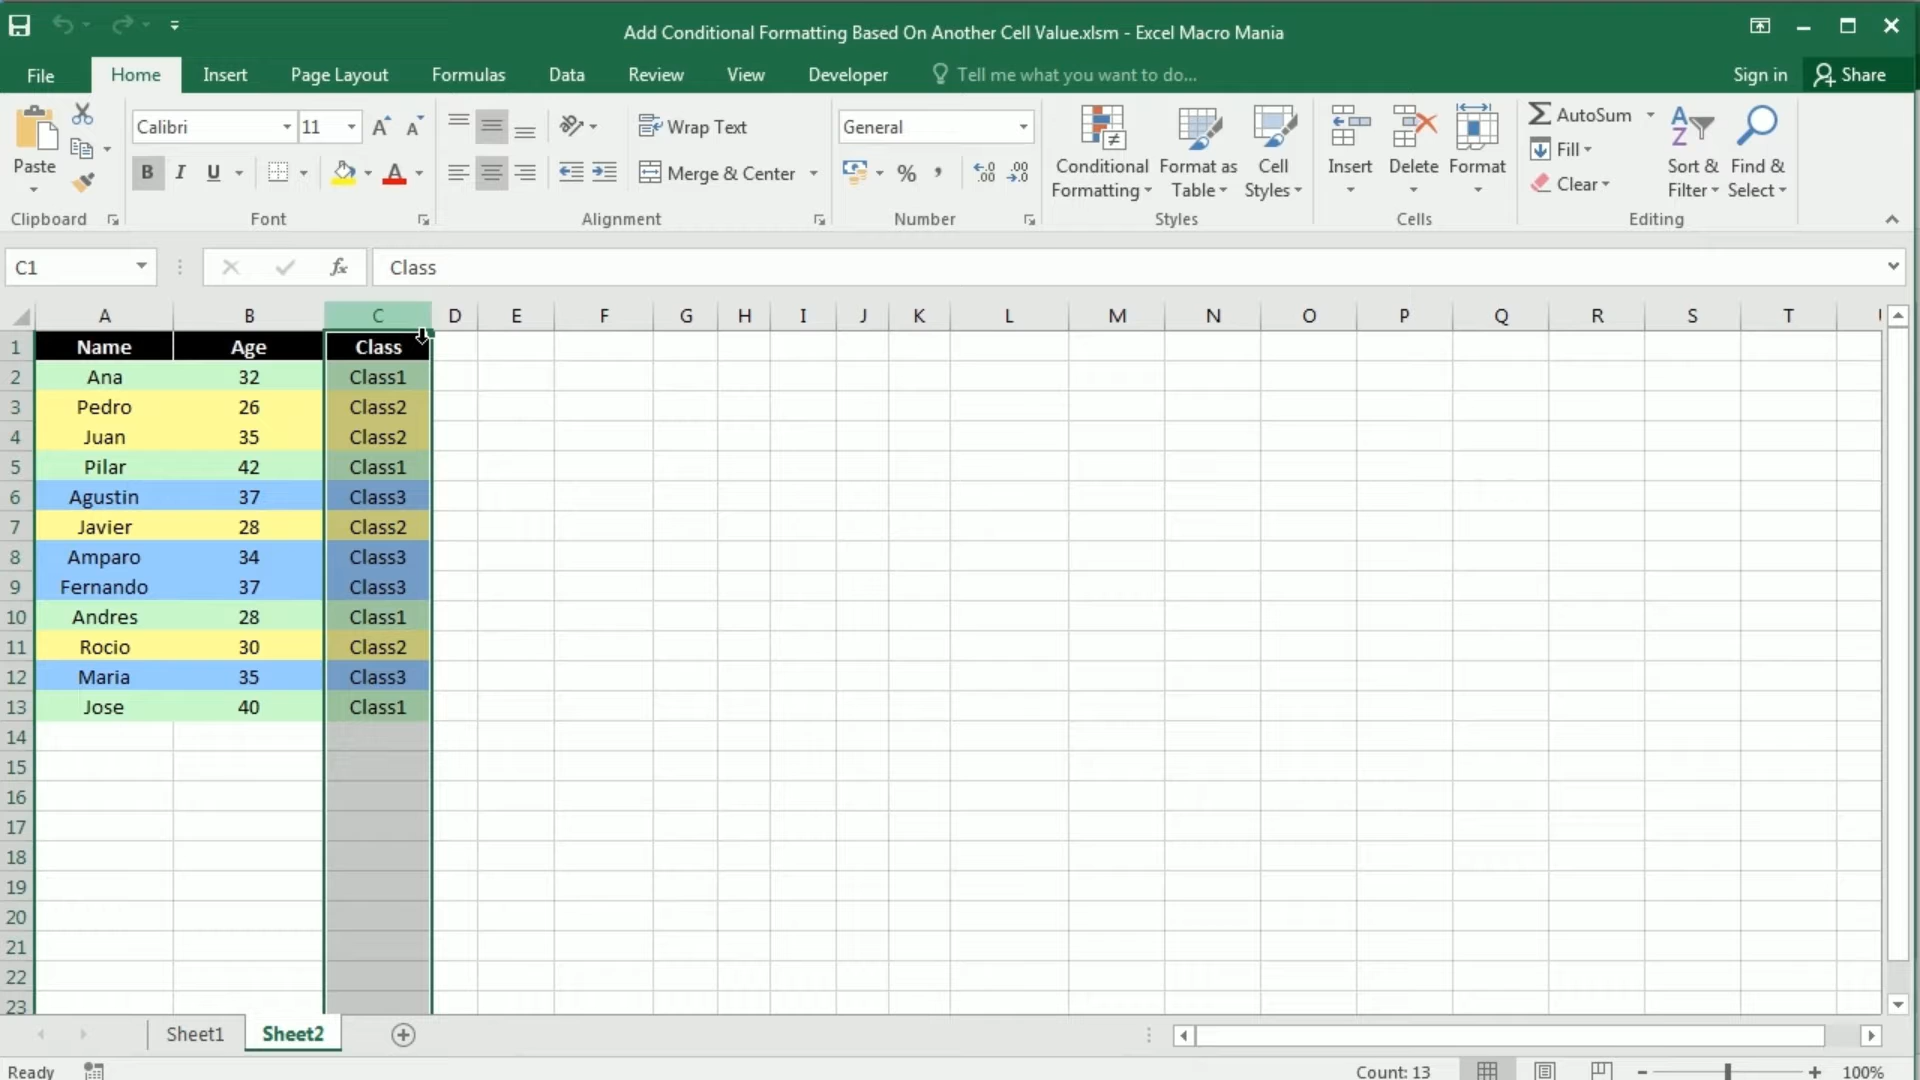 Add Conditional Formatting Based On Another Cell Value.xlsm - Excel Macro Mania
File Home Insert Page Layout Formulas Data Review View Developer Tell me what you want to do... Sign in Share
Calibri 11 Wrap Text General AutoSum
Paste Conditional Formatting Format as Table Cell Styles Insert Delete Format Fill Sort & Filter Find & Select
B I U A Merge & Center % , Clear
Clipboard Font Alignment Number Styles Cells Editing
C1 fx Class
A B C D E F G H I J K L M N O P Q R S T
1 Name Age Class
2 Ana 32 Class1
3 Pedro 26 Class2
4 Juan 35 Class2
5 Pilar 42 Class1
6 Agustin 37 Class3
7 Javier 28 Class2
8 Amparo 34 Class3
9 Fernando 37 Class3
10 Andres 28 Class1
11 Rocio 30 Class2
12 Maria 35 Class3
13 Jose 40 Class1
14
15
16
17
18
19
20
21
22
23
Sheet1 Sheet2
Ready Count: 13 100%